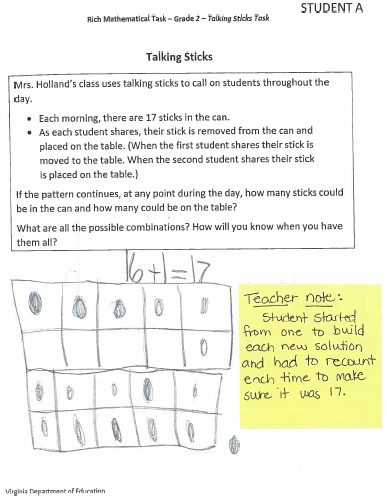 STUDENT A
Rich Mathematical Task – Grade 2 – Talking Sticks Task
Talking Sticks
Mrs. Holland's class uses talking sticks to call on students throughout the
day.
• Each morning, there are 17 sticks in the can.
• As each student shares, their stick is removed from the can and
placed on the table. (When the first student shares their stick is
moved to the table. When the second student shares their stick
is placed on the table.)
If the pattern continues, at any point during the day, how many sticks could
be in the can and how many could be on the table?
What are all the possible combinations? How will you know when you have
them all?
16+1=17
Teacher note:
Student started
from one to build
each new solution
and had to recount
each time to make
sure it was 17.
Virginia Department of Education